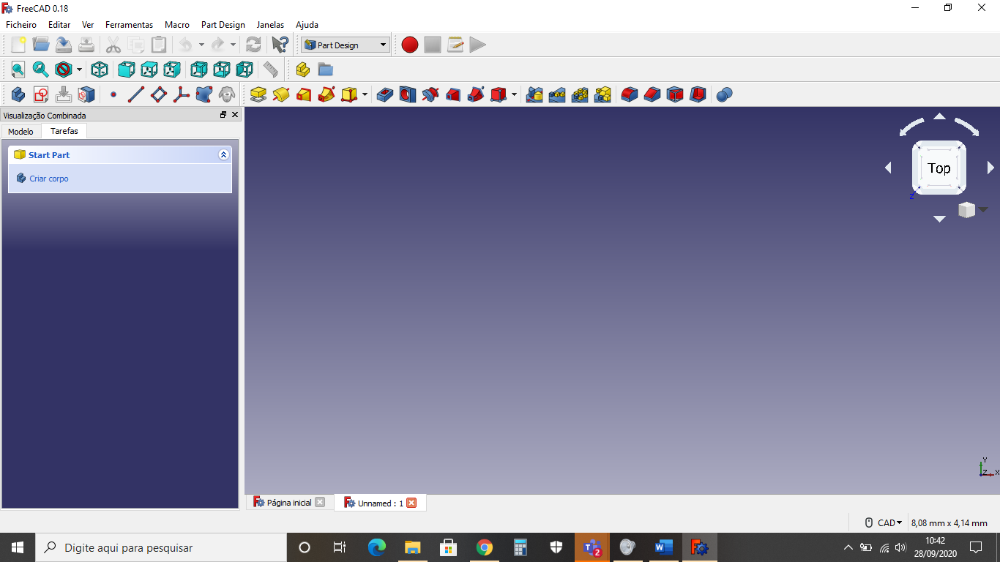 FreeCAD 0.18
Ficheiro Editar Ver Ferramentas Macro Part Design Janelas Ajuda
Part Design
Visualização Combinada
Modelo Tarefas
Start Part
Criar corpo
Top
Z
Y
Z X
Página inicial Unnamed : 1
CAD 8,08 mm x 4,14 mm
Digite aqui para pesquisar
T 2
W
10:42
28/09/2020